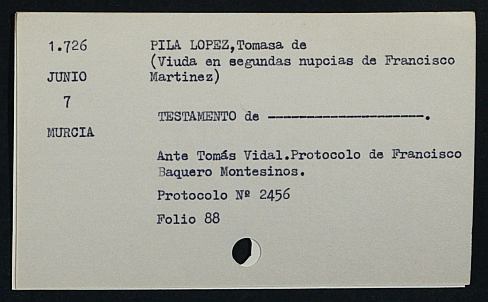 1.726
JUNIO
7
MURCIA
PILA LOPEZ,Tomasa de
(Viuda en segundas nupcias de Francisco
Martinez)
TESTAMENTO de ---------------------.
Ante Tomás Vidal.Protocolo de Francisco
Baquero Montesinos.
Protocolo Nº 2456
Folio 88